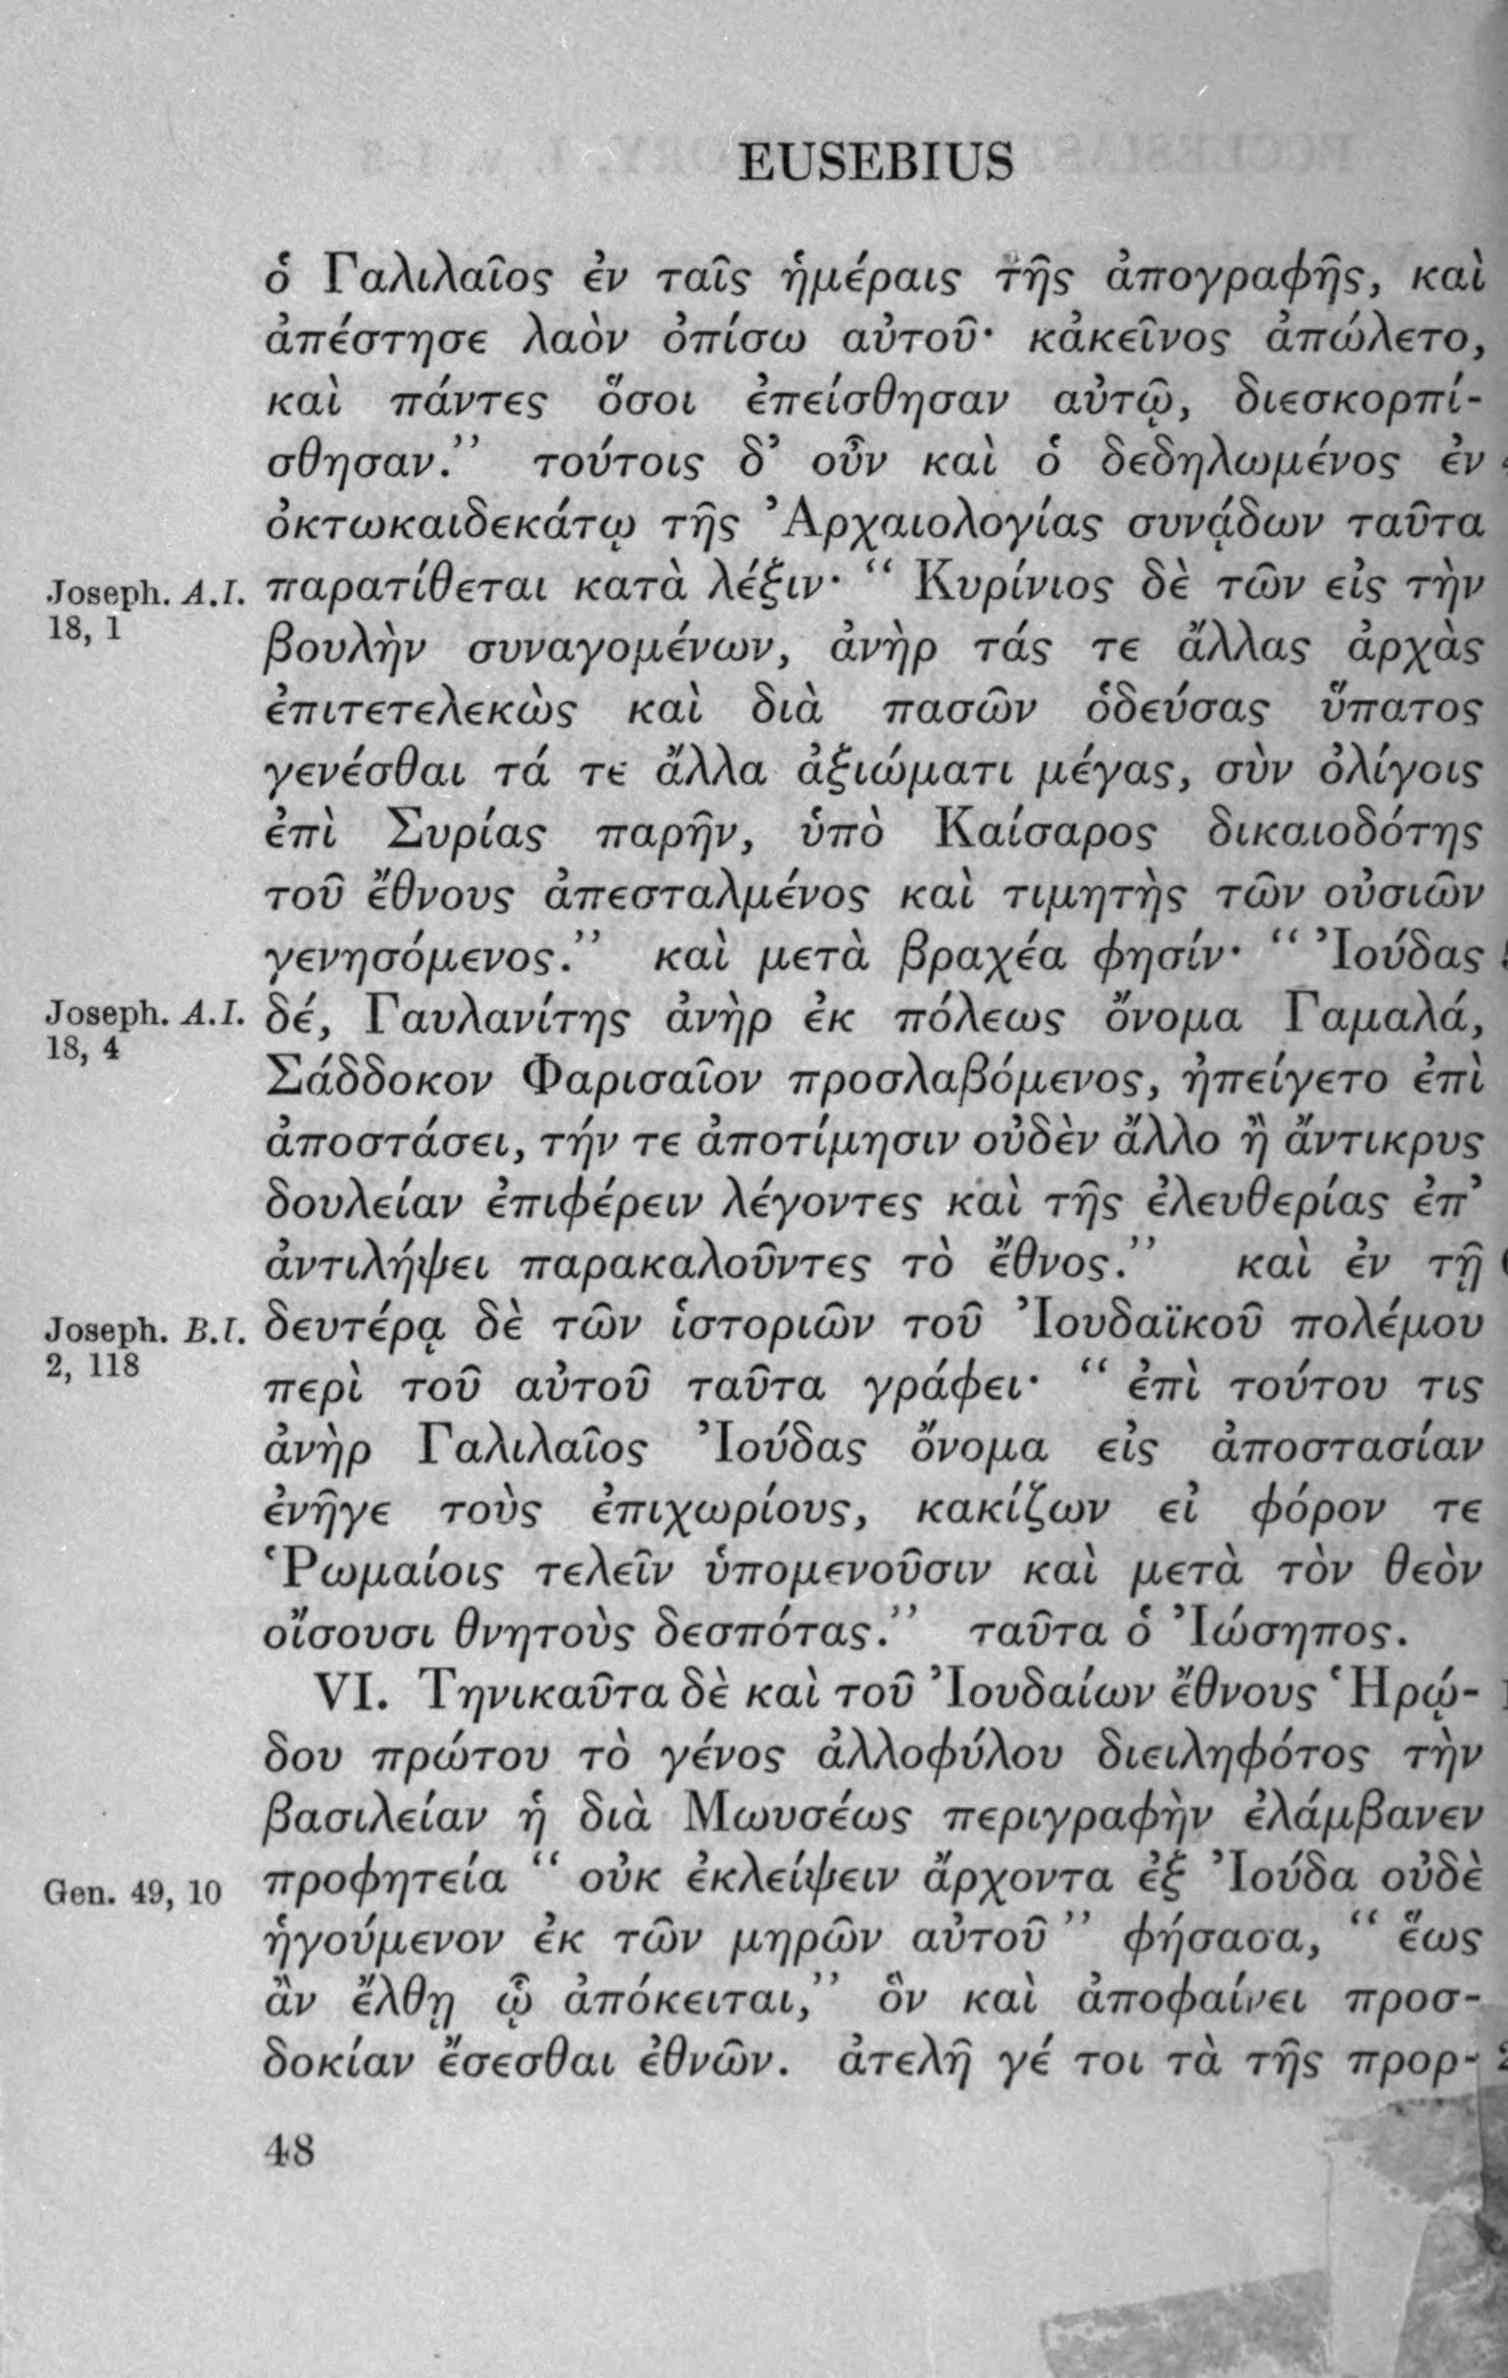 EUSEBIUS
ὁ Γαλιλαῖος ἐν ταῖς ἡμέραις τῆς ἀπογραφῆς, καὶ
ἀπέστησε λαὸν ὀπίσω αὐτοῦ· κἀκεῖνος ἀπώλετο,
καὶ πάντες ὅσοι ἐπείσθησαν αὐτῷ, διεσκορπί-
σθησαν.” τούτοις δ’ οὖν καὶ ὁ δεδηλωμένος ἐν
ὀκτωκαιδεκάτῳ τῆς Ἀρχαιολογίας συνᾴδων ταῦτα
Joseph. A.I. παρατίθεται κατὰ λέξιν· “ Κυρίνιος δὲ τῶν εἰς τὴν
18, 1 βουλὴν συναγομένων, ἀνὴρ τάς τε ἄλλας ἀρχὰς
ἐπιτετελεκὼς καὶ διὰ πασῶν ὁδεύσας ὕπατος
γενέσθαι τά τε ἄλλα ἀξιώματι μέγας, σὺν ὀλίγοις
ἐπὶ Συρίας παρῆν, ὑπὸ Καίσαρος δικαιοδότης
τοῦ ἔθνους ἀπεσταλμένος καὶ τιμητὴς τῶν οὐσιῶν
γενησόμενος.” καὶ μετὰ βραχέα φησίν· “ Ἰούδας
Joseph. A.I. δέ, Γαυλανίτης ἀνὴρ ἐκ πόλεως ὄνομα Γαμαλά,
18, 4 Σάδδοκον Φαρισαῖον προσλαβόμενος, ἠπείγετο ἐπὶ
ἀποστάσει, τήν τε ἀποτίμησιν οὐδὲν ἄλλο ἢ ἄντικρυς
δουλείαν ἐπιφέρειν λέγοντες καὶ τῆς ἐλευθερίας ἐπ’
ἀντιλήψει παρακαλοῦντες τὸ ἔθνος.” καὶ ἐν τῇ
Joseph. B.I. δευτέρᾳ δὲ τῶν ἱστοριῶν τοῦ Ἰουδαϊκοῦ πολέμου
2, 118 περὶ τοῦ αὐτοῦ ταῦτα γράφει· “ ἐπὶ τούτου τις
ἀνὴρ Γαλιλαῖος Ἰούδας ὄνομα εἰς ἀποστασίαν
ἐνῆγε τοὺς ἐπιχωρίους, κακίζων εἰ φόρον τε
Ῥωμαίοις τελεῖν ὑπομενοῦσιν καὶ μετὰ τὸν θεὸν
οἴσουσι θνητοὺς δεσπότας.” ταῦτα ὁ Ἰώσηπος.
VI. Τηνικαῦτα δὲ καὶ τοῦ Ἰουδαίων ἔθνους Ἡρῴ-
δου πρώτου τὸ γένος ἀλλοφύλου διειληφότος τὴν
βασιλείαν ἡ διὰ Μωυσέως περιγραφὴν ἐλάμβανεν
Gen. 49, 10 προφητεία “ οὐκ ἐκλείψειν ἄρχοντα ἐξ Ἰούδα οὐδὲ
ἡγούμενον ἐκ τῶν μηρῶν αὐτοῦ ” φήσασα, “ ἕως
ἂν ἔλθῃ ᾧ ἀπόκειται,” ὃν καὶ ἀποφαίνει προσ-
δοκίαν ἔσεσθαι ἐθνῶν. ἀτελῆ γέ τοι τὰ τῆς προρ-
48